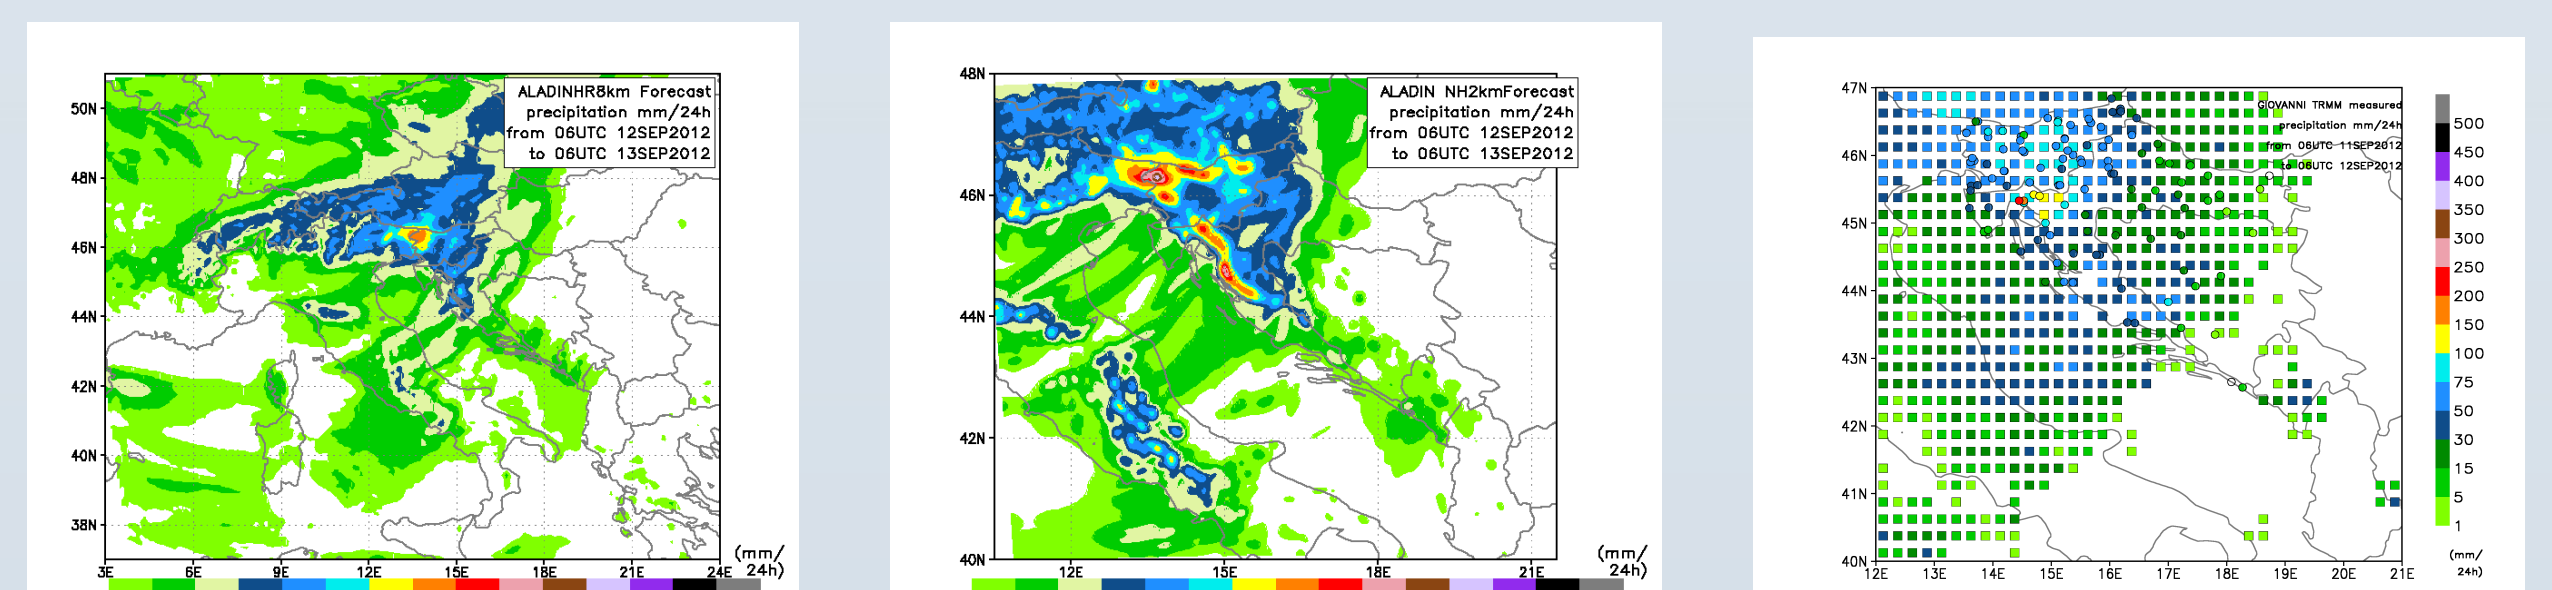 ALADINHR8km Forecast
precipitation mm/24h
from 06UTC 12SEP2012
to 06UTC 13SEP2012
50N
48N
46N
44N
42N
40N
38N
3E 6E 9E 12E 15E 18E 21E 24E
(mm/
24h)
ALADIN NH2kmForecast
precipitation mm/24h
from 06UTC 12SEP2012
to 06UTC 13SEP2012
48N
46N
44N
42N
40N
12E 15E 18E 21E
(mm/
24h)
GIOVANNI TRMM measured
precipitation mm/24h
from 06UTC 11SEP2012
to 06UTC 12SEP2012
47N
46N
45N
44N
43N
42N
41N
40N
12E 13E 14E 15E 16E 17E 18E 19E 20E 21E
500
450
400
350
300
250
200
150
100
75
50
30
15
5
1
(mm/
24h)